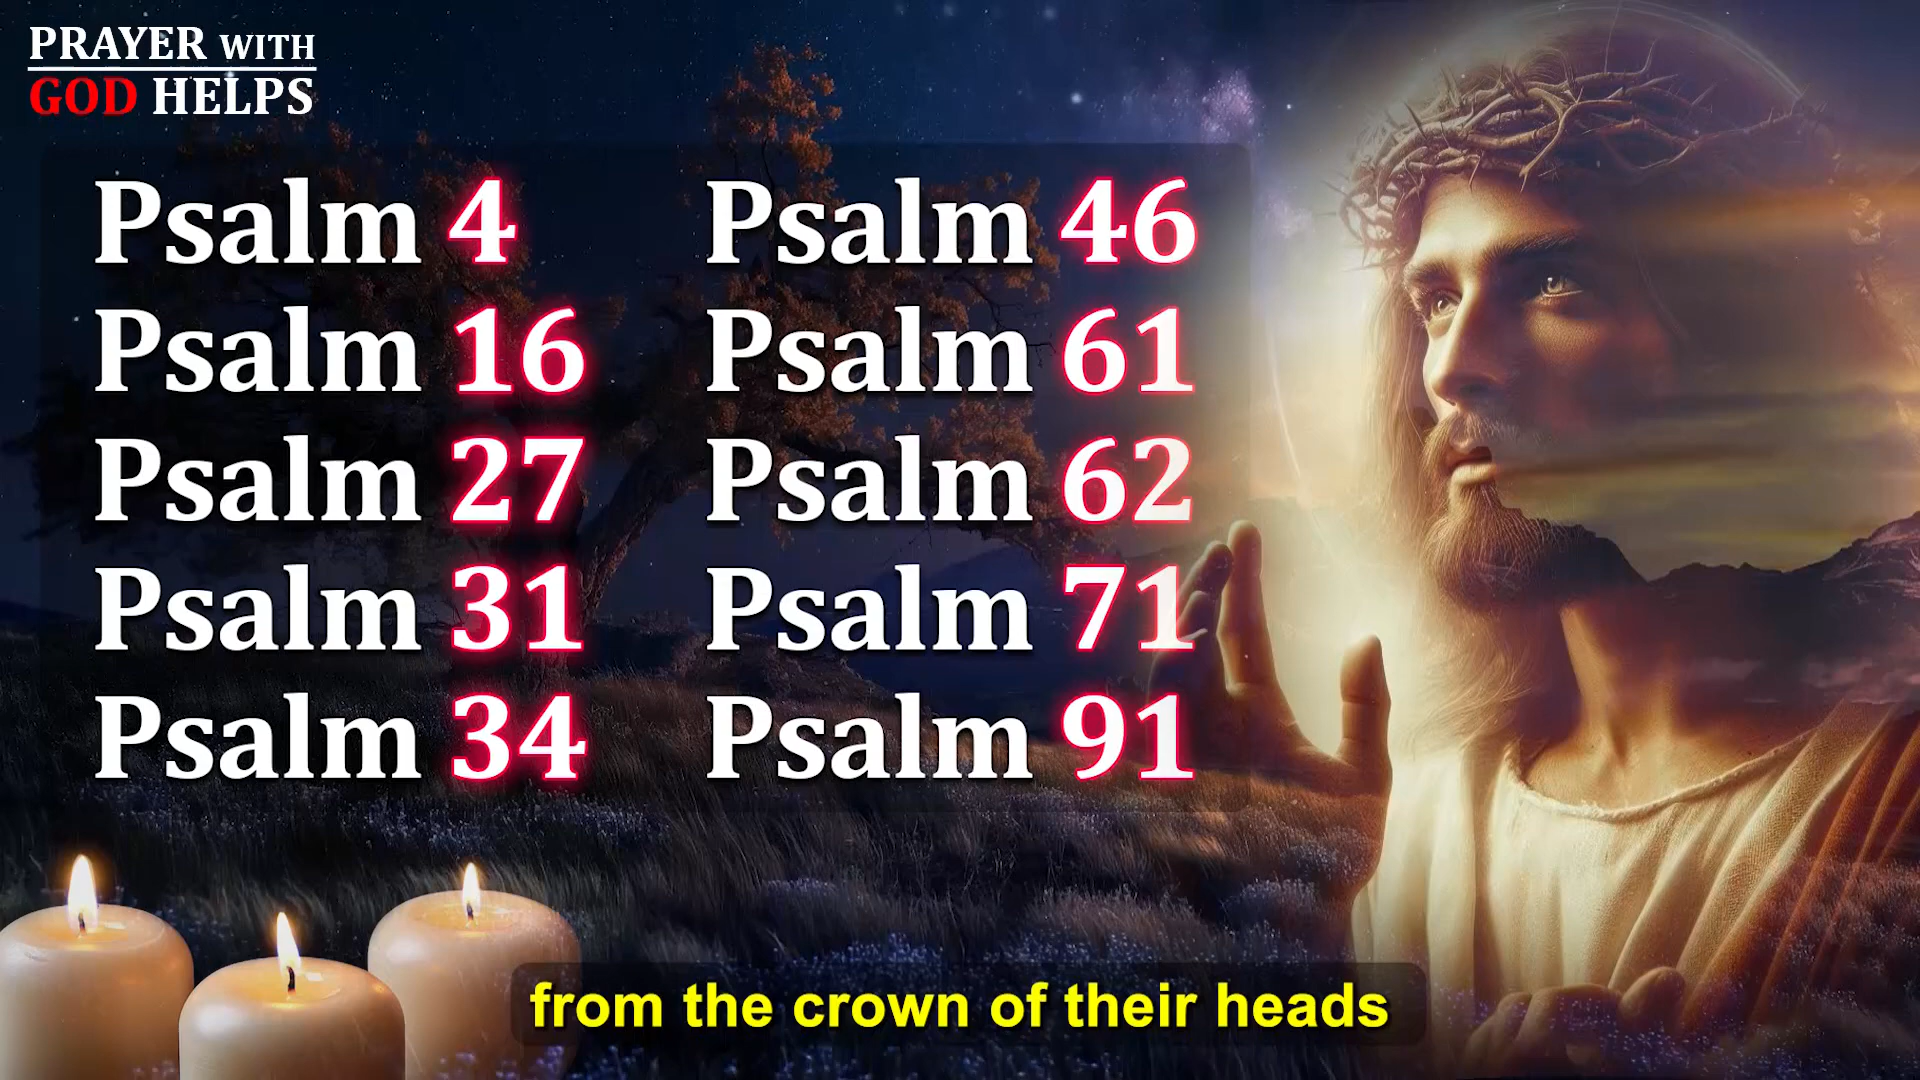 PRAYER WITH
GOD HELPS
Psalm 4
Psalm 16
Psalm 27
Psalm 31
Psalm 34
Psalm 46
Psalm 61
Psalm 62
Psalm 71
Psalm 91
from the crown of their heads